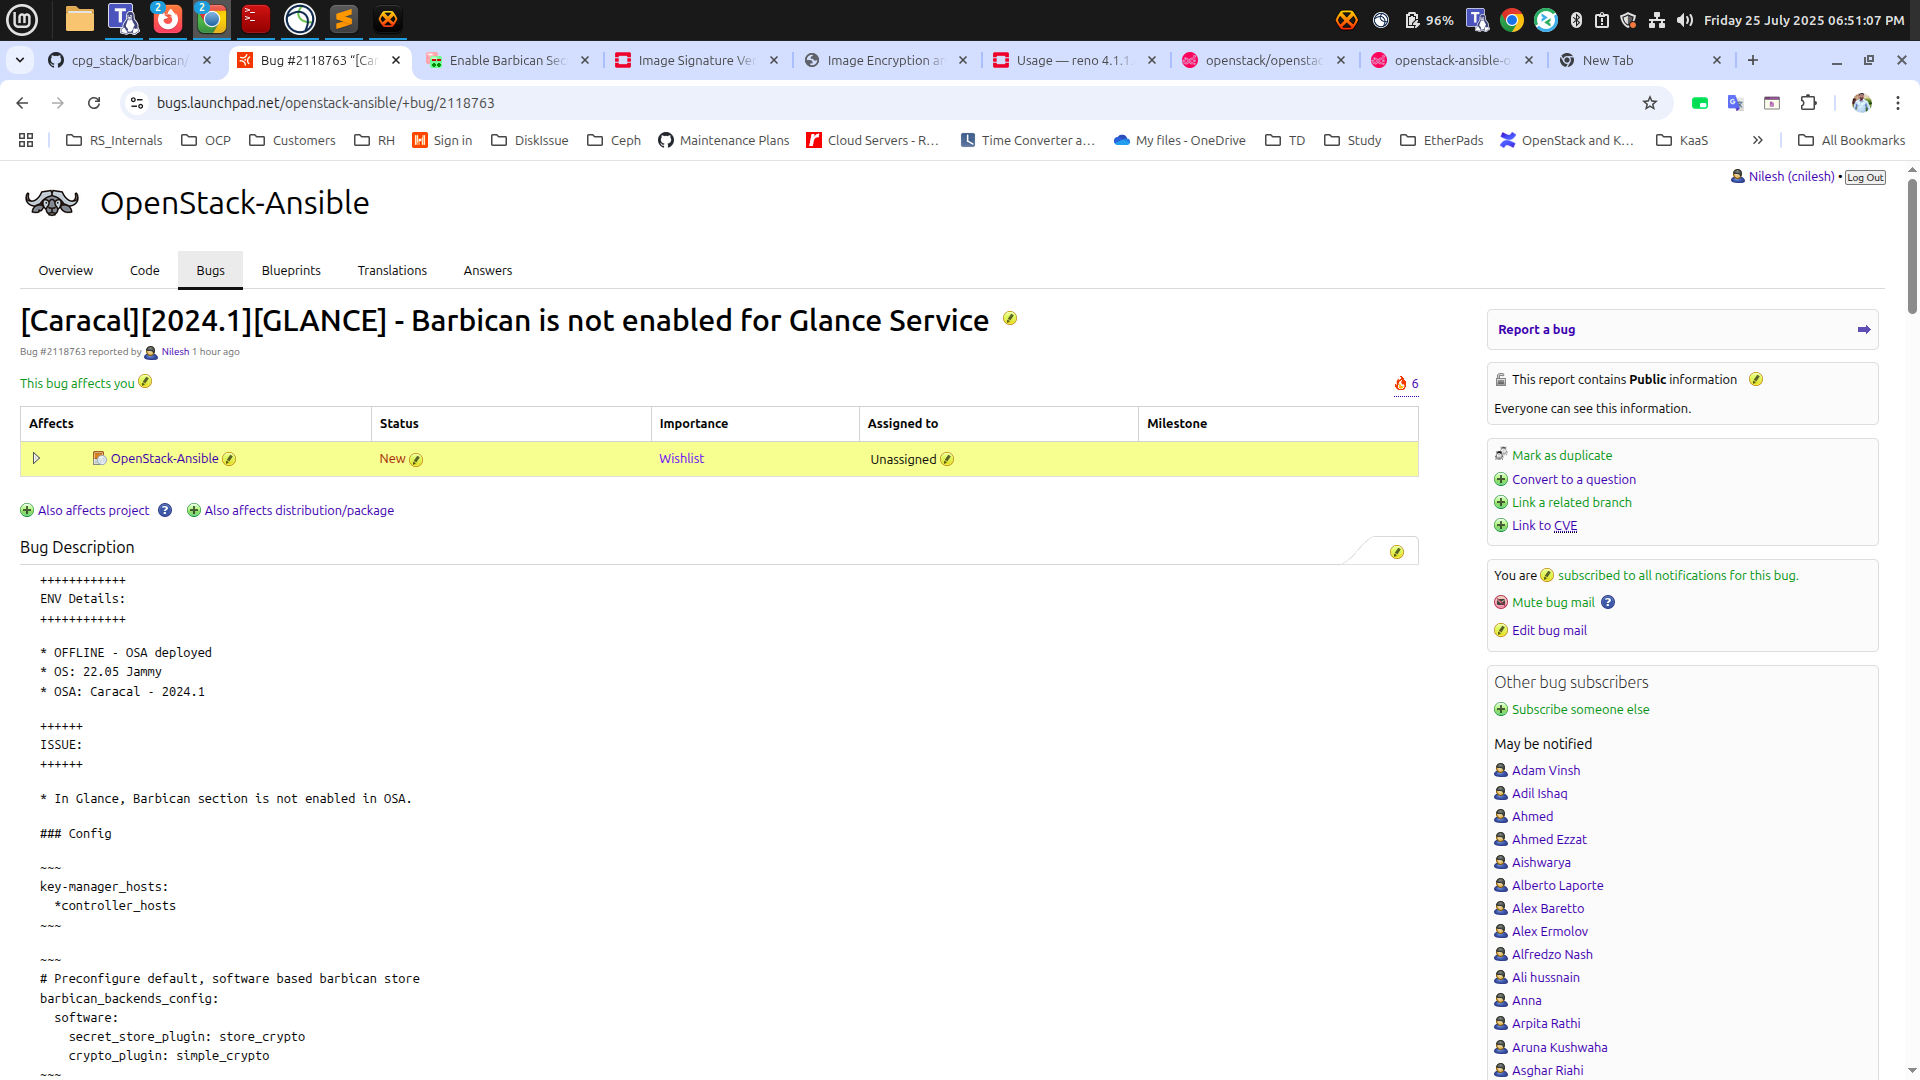 2
2
96%
Friday 25 July 2025 06:51:07 PM
cpg_stack/barbican/
Bug #2118763 “[Car
Enable Barbican Sec
Image Signature Ver
Image Encryption an
Usage — reno 4.1.1.
openstack/openstac
openstack-ansible-o
New Tab
bugs.launchpad.net/openstack-ansible/+bug/2118763
RS_Internals
OCP
Customers
RH
Sign in
DiskIssue
Ceph
Maintenance Plans
Cloud Servers - R...
Time Converter a...
My files - OneDrive
TD
Study
EtherPads
OpenStack and K...
KaaS
All Bookmarks
Nilesh (cnilesh) • Log Out
OpenStack-Ansible
Overview
Code
Bugs
Blueprints
Translations
Answers
[Caracal][2024.1][GLANCE] - Barbican is not enabled for Glance Service
Bug #2118763 reported by Nilesh 1 hour ago
This bug affects you
6
Affects Status Importance Assigned to Milestone
OpenStack-Ansible New Wishlist Unassigned
Also affects project Also affects distribution/package
Bug Description
++++++++++++
ENV Details:
++++++++++++
* OFFLINE - OSA deployed
* OS: 22.05 Jammy
* OSA: Caracal - 2024.1
++++++
ISSUE:
++++++
* In Glance, Barbican section is not enabled in OSA.
### Config
~~~
key-manager_hosts:
*controller_hosts
~~~
~~~
# Preconfigure default, software based barbican store
barbican_backends_config:
software:
secret_store_plugin: store_crypto
crypto_plugin: simple_crypto
~~~
Report a bug
This report contains Public information
Everyone can see this information.
Mark as duplicate
Convert to a question
Link a related branch
Link to CVE
You are subscribed to all notifications for this bug.
Mute bug mail
Edit bug mail
Other bug subscribers
Subscribe someone else
May be notified
Adam Vinsh
Adil Ishaq
Ahmed
Ahmed Ezzat
Aishwarya
Alberto Laporte
Alex Baretto
Alex Ermolov
Alfredzo Nash
Ali hussnain
Anna
Arpita Rathi
Aruna Kushwaha
Asghar Riahi